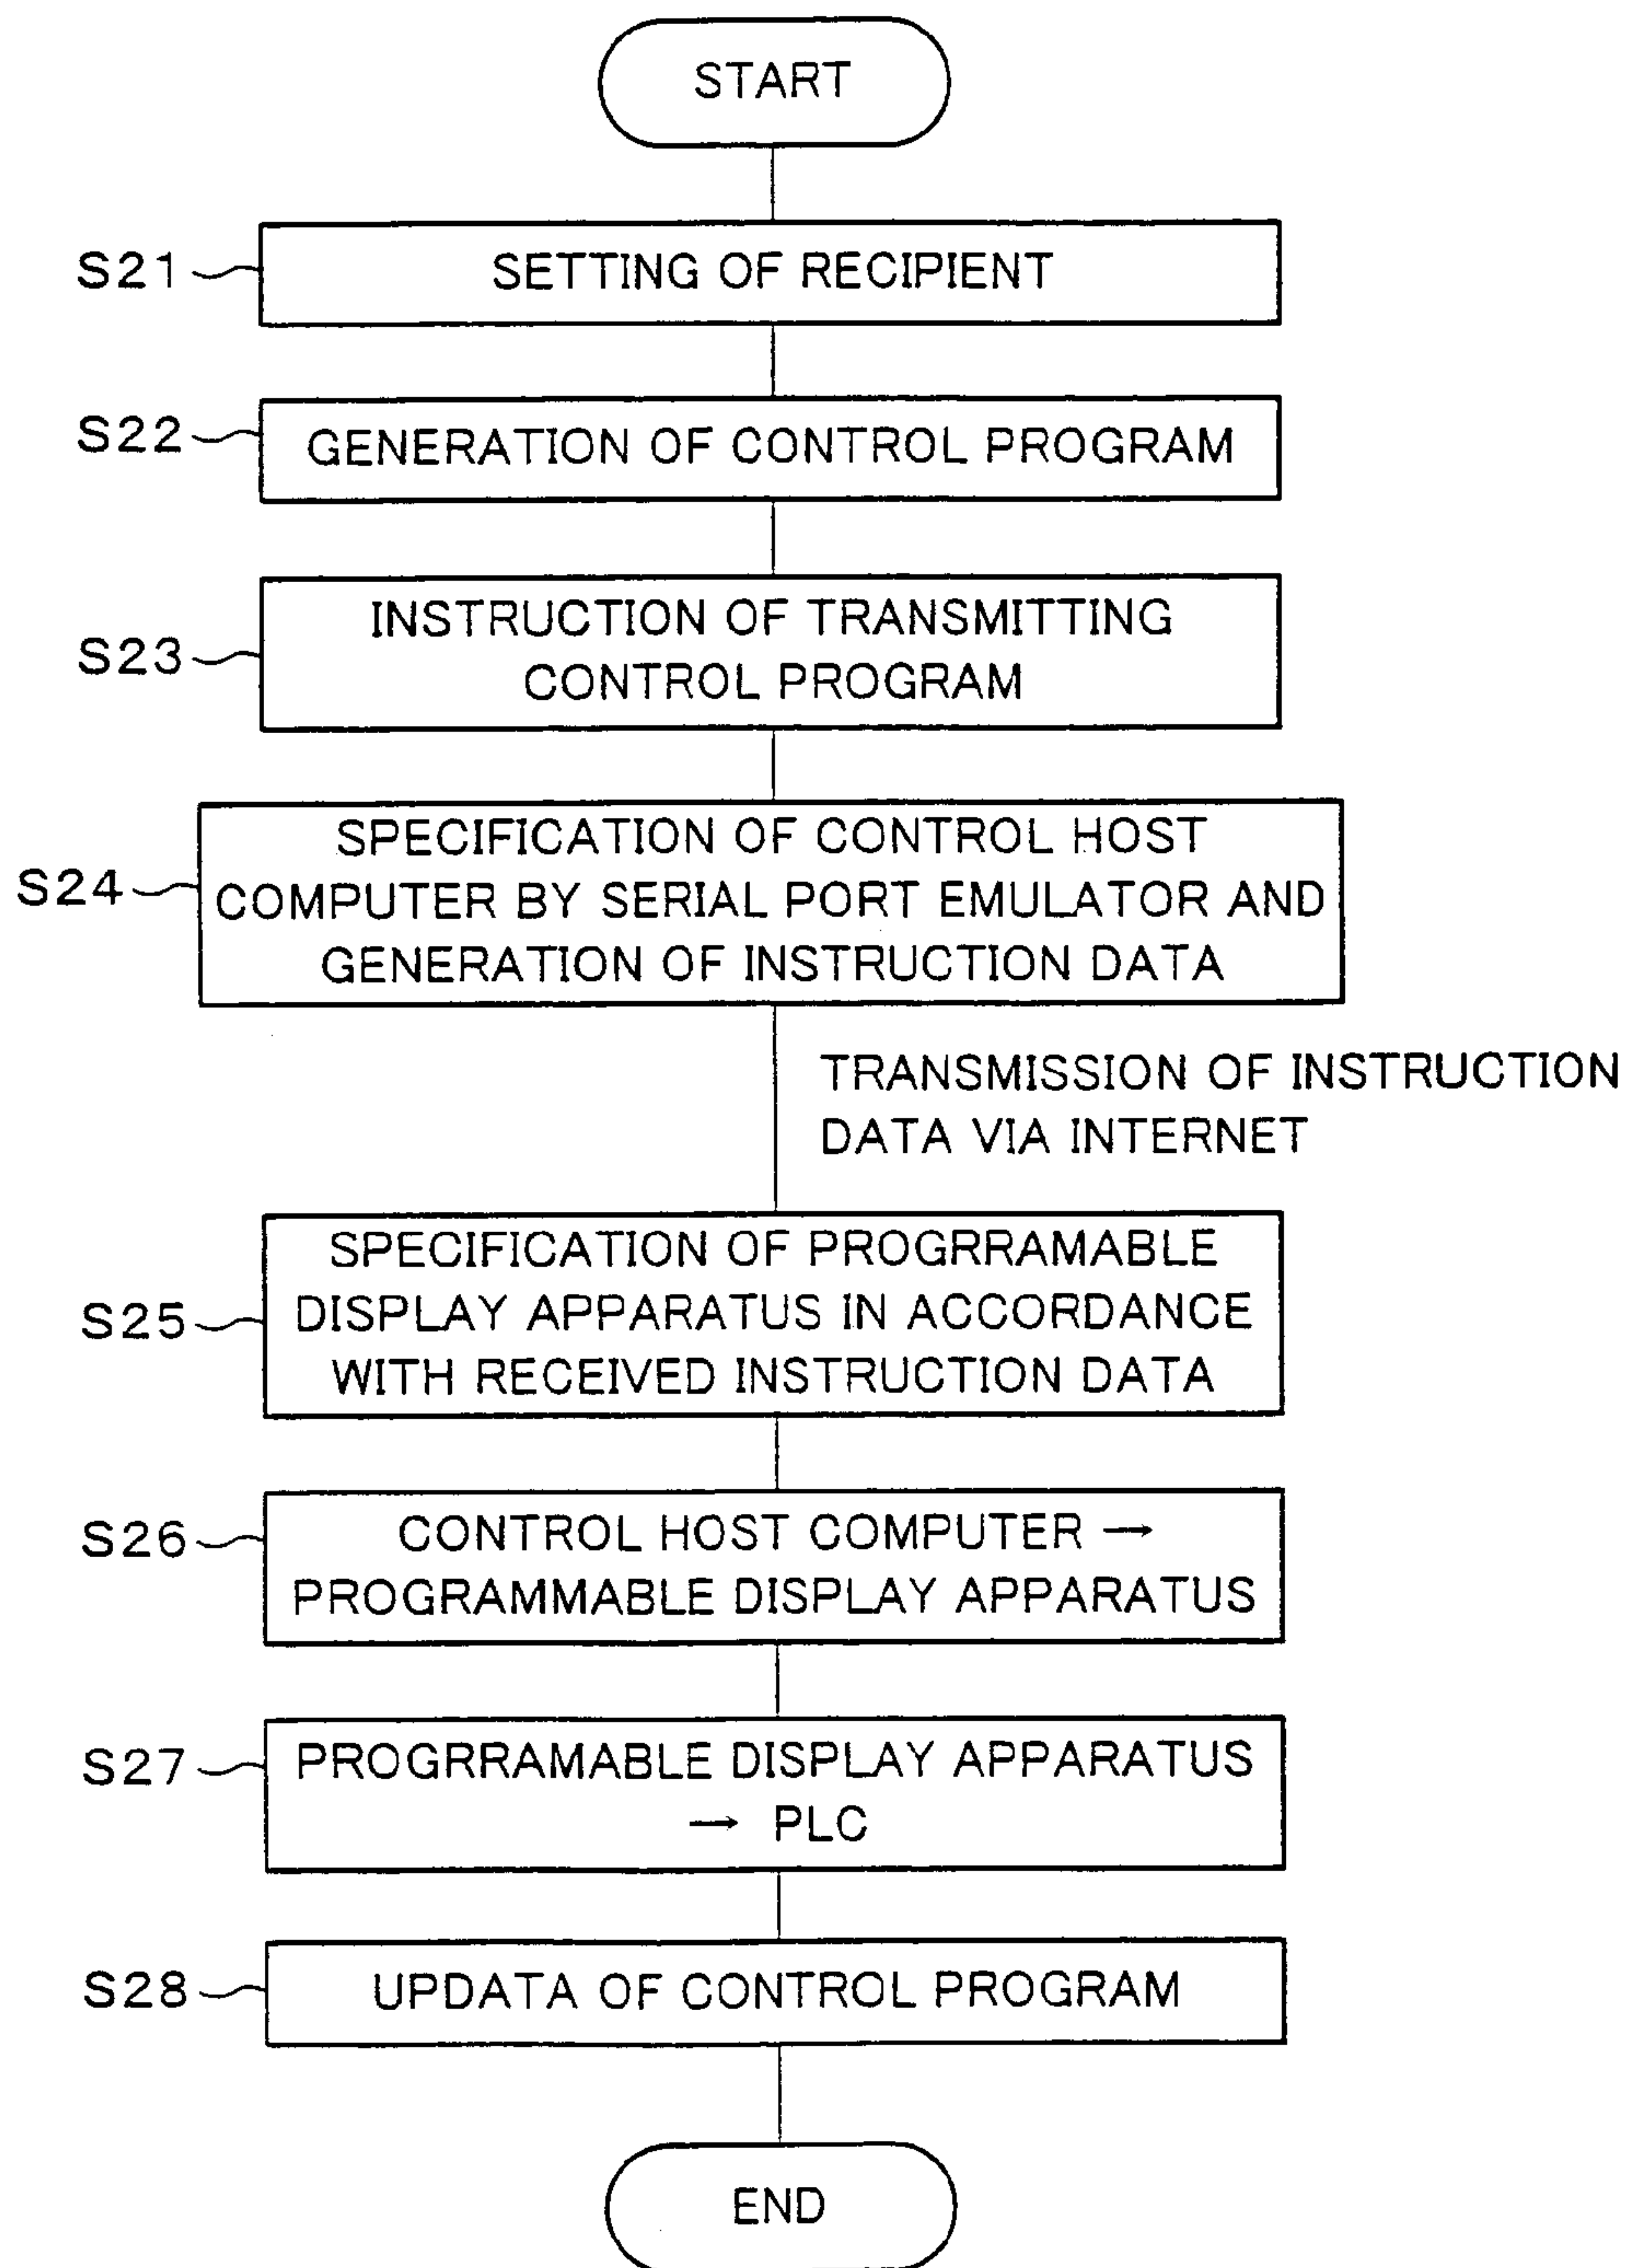 START
S21
SETTING OF RECIPIENT
S22
GENERATION OF CONTROL PROGRAM
S23
INSTRUCTION OF TRANSMITTING
CONTROL PROGRAM
S24
SPECIFICATION OF CONTROL HOST
COMPUTER BY SERIAL PORT EMULATOR AND
GENERATION OF INSTRUCTION DATA
TRANSMISSION OF INSTRUCTION
DATA VIA INTERNET
S25
SPECIFICATION OF PROGRRAMABLE
DISPLAY APPARATUS IN ACCORDANCE
WITH RECEIVED INSTRUCTION DATA
S26
CONTROL HOST COMPUTER →
PROGRAMMABLE DISPLAY APPARATUS
S27
PROGRRAMABLE DISPLAY APPARATUS
→ PLC
S28
UPDATA OF CONTROL PROGRAM
END